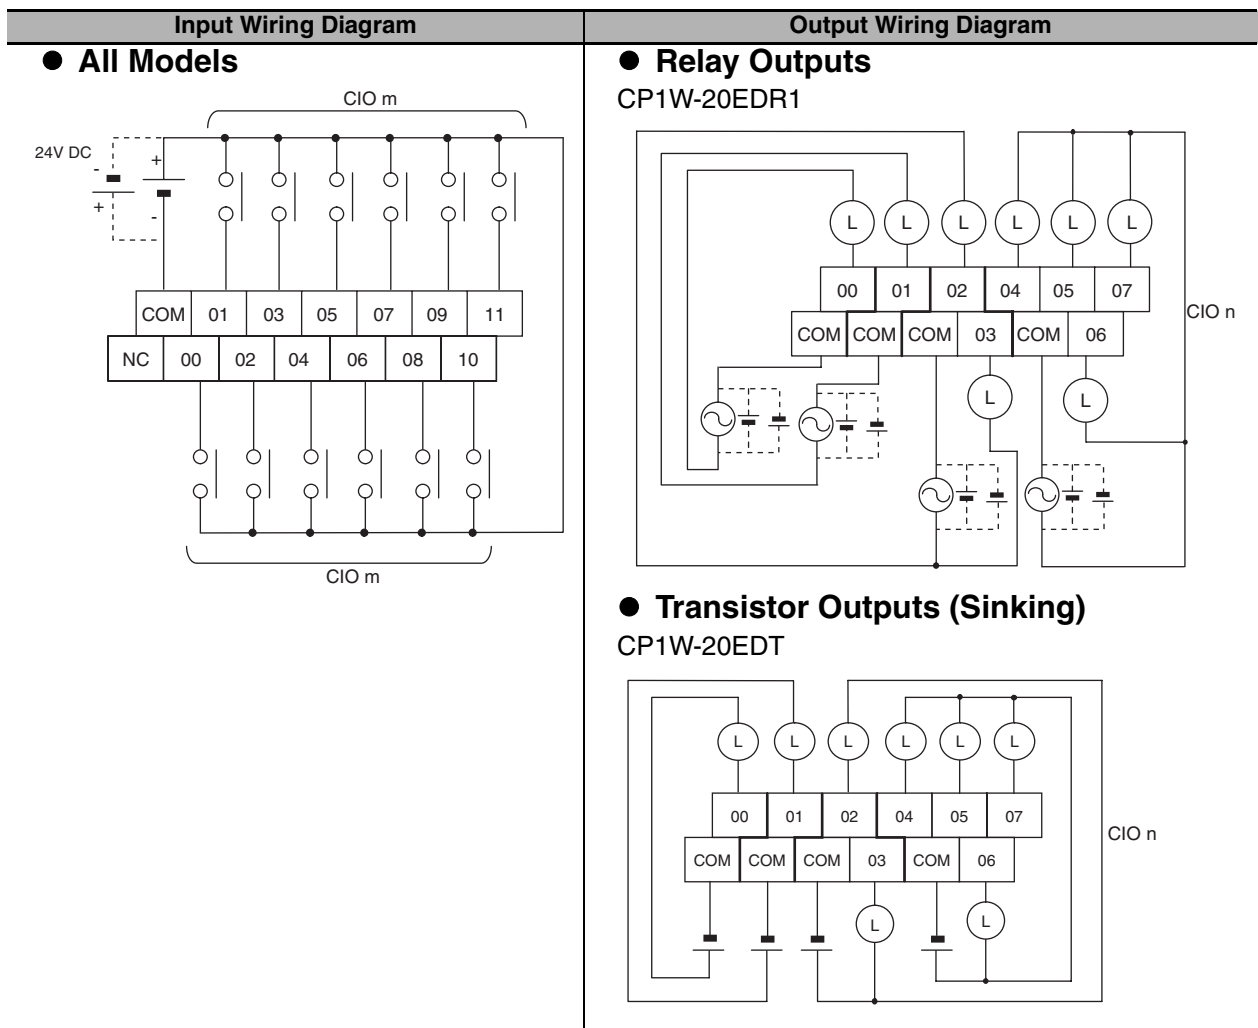 Input Wiring Diagram
Output Wiring Diagram
● All Models
CIO m
24V DC
- +
+ -
COM 01 03 05 07 09 11
NC 00 02 04 06 08 10
CIO m
● Relay Outputs
CP1W-20EDR1
L L L L L L
00 01 02 04 05 07
CIO n
COM COM COM 03 COM 06
L L
● Transistor Outputs (Sinking)
CP1W-20EDT
L L L L L L
00 01 02 04 05 07
CIO n
COM COM COM 03 COM 06
L L